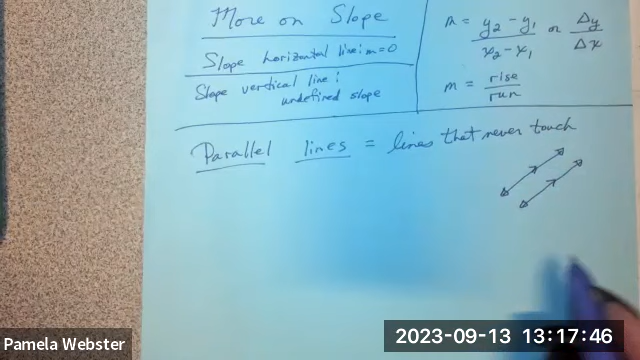 More on Slope
Slope horizontal line: m=0
Slope vertical line:
undefined slope
m = y2 - y1 / x2 - x1 or Δy / Δx
m = rise / run
Parallel lines = lines that never touch
Pamela Webster
2023-09-13 13:17:46